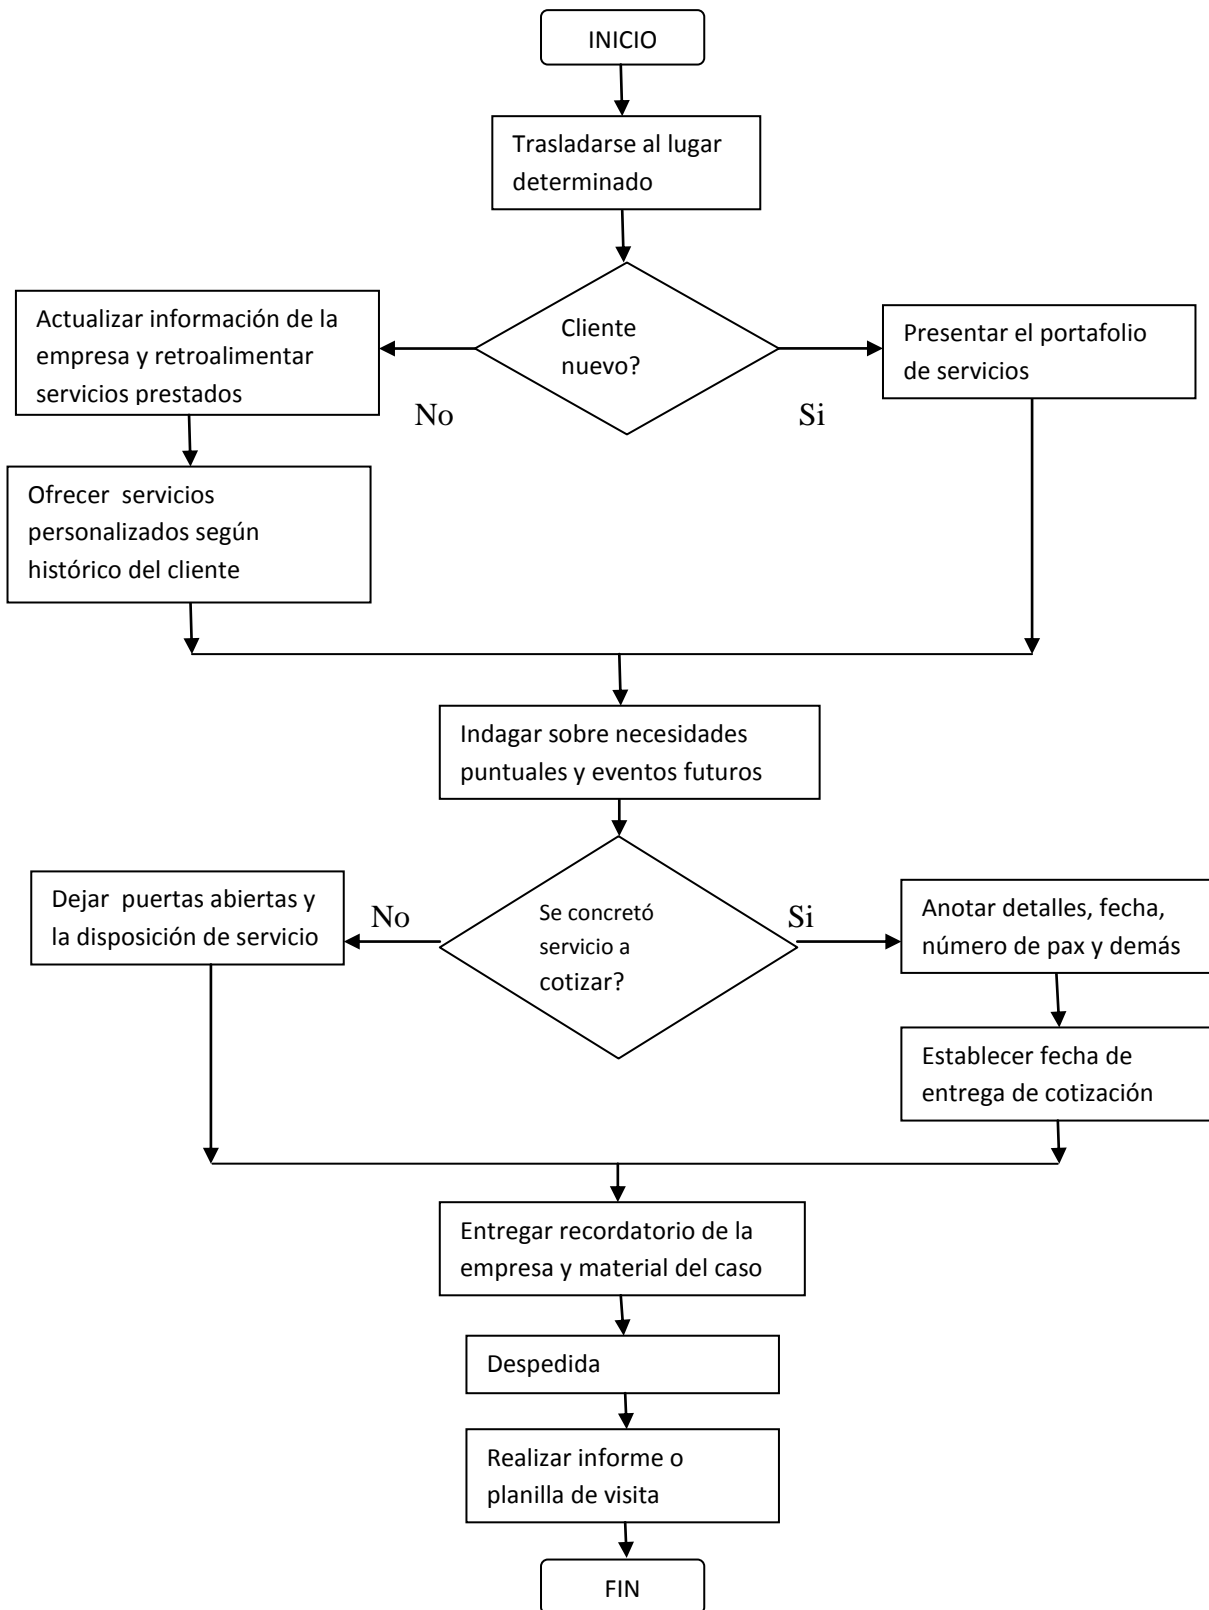 INICIO
Trasladarse al lugar
determinado
Cliente
nuevo?
Actualizar información de la
empresa y retroalimentar
servicios prestados
No
Si
Presentar el portafolio
de servicios
Ofrecer servicios
personalizados según
histórico del cliente
Indagar sobre necesidades
puntuales y eventos futuros
Se concretó
servicio a
cotizar?
Dejar puertas abiertas y
la disposición de servicio
No
Si
Anotar detalles, fecha,
número de pax y demás
Establecer fecha de
entrega de cotización
Entregar recordatorio de la
empresa y material del caso
Despedida
Realizar informe o
planilla de visita
FIN